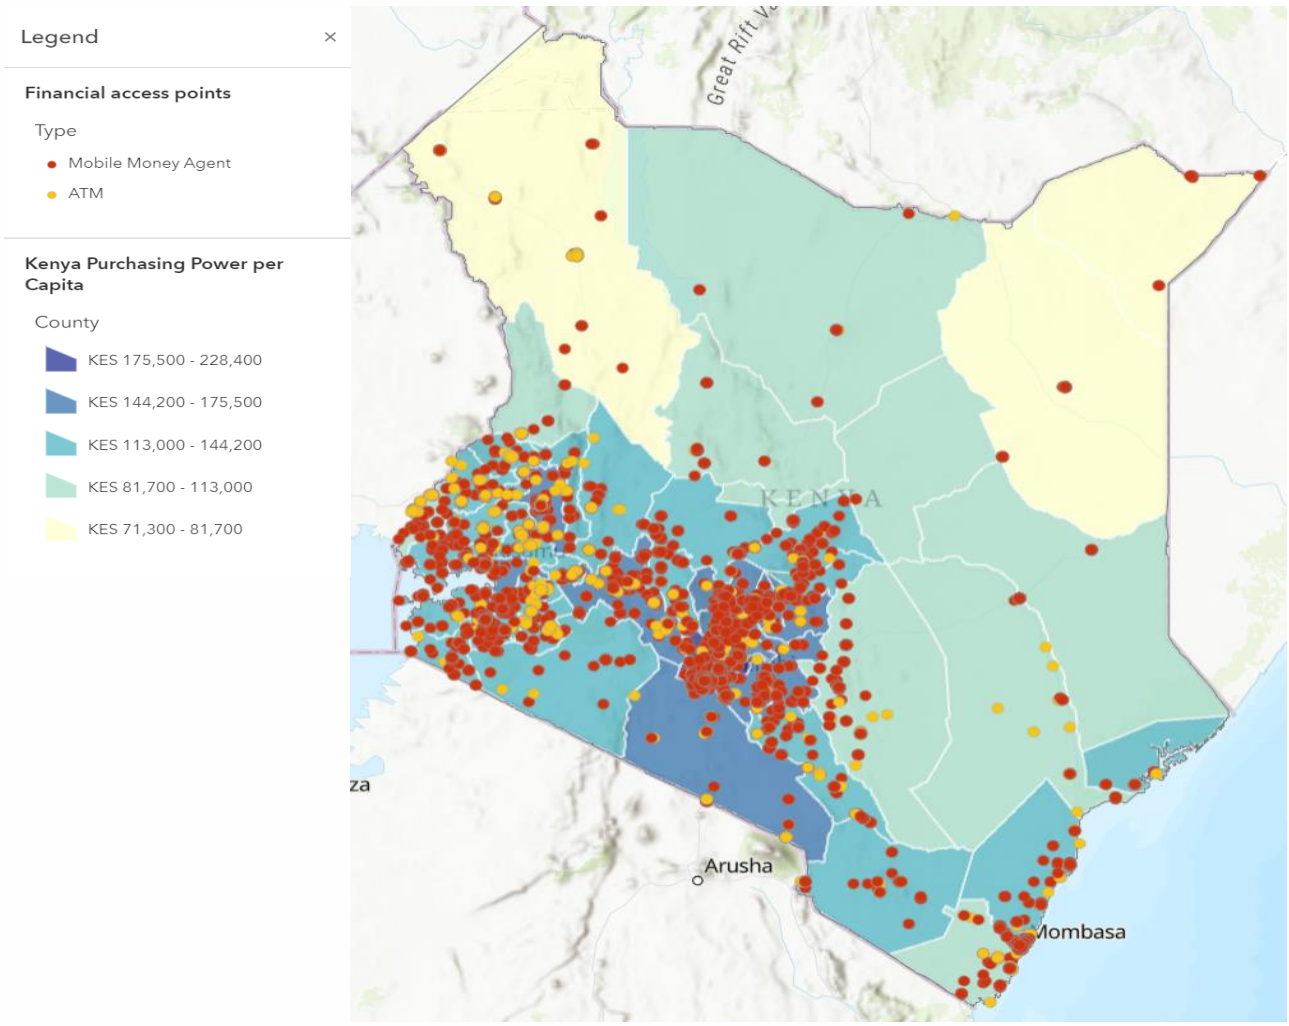 Legend ×
Financial access points
Type
Mobile Money Agent
ATM
Kenya Purchasing Power per
Capita
County
KES 175,500 - 228,400
KES 144,200 - 175,500
KES 113,000 - 144,200
KES 81,700 - 113,000
KES 71,300 - 81,700
Great Rift Va
KENYA
za
Arusha
Mombasa